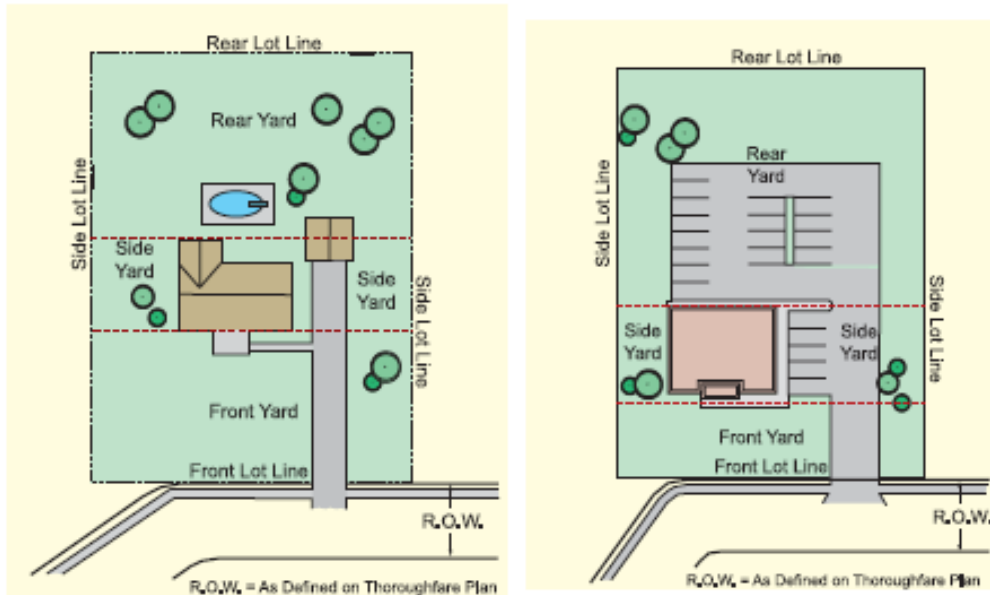 Rear Lot Line
Rear Yard
Side Lot Line
Side
Yard
Side
Yard
Side Lot Line
Front Yard
Front Lot Line
R.O.W.
R.O.W. = As Defined on Thoroughfare Plan
Rear Lot Line
Rear
Yard
Side Lot Line
Side
Yard
Side
Yard
Side Lot Line
Front Yard
Front Lot Line
R.O.W.
R.O.W. = As Defined on Thoroughfare Plan